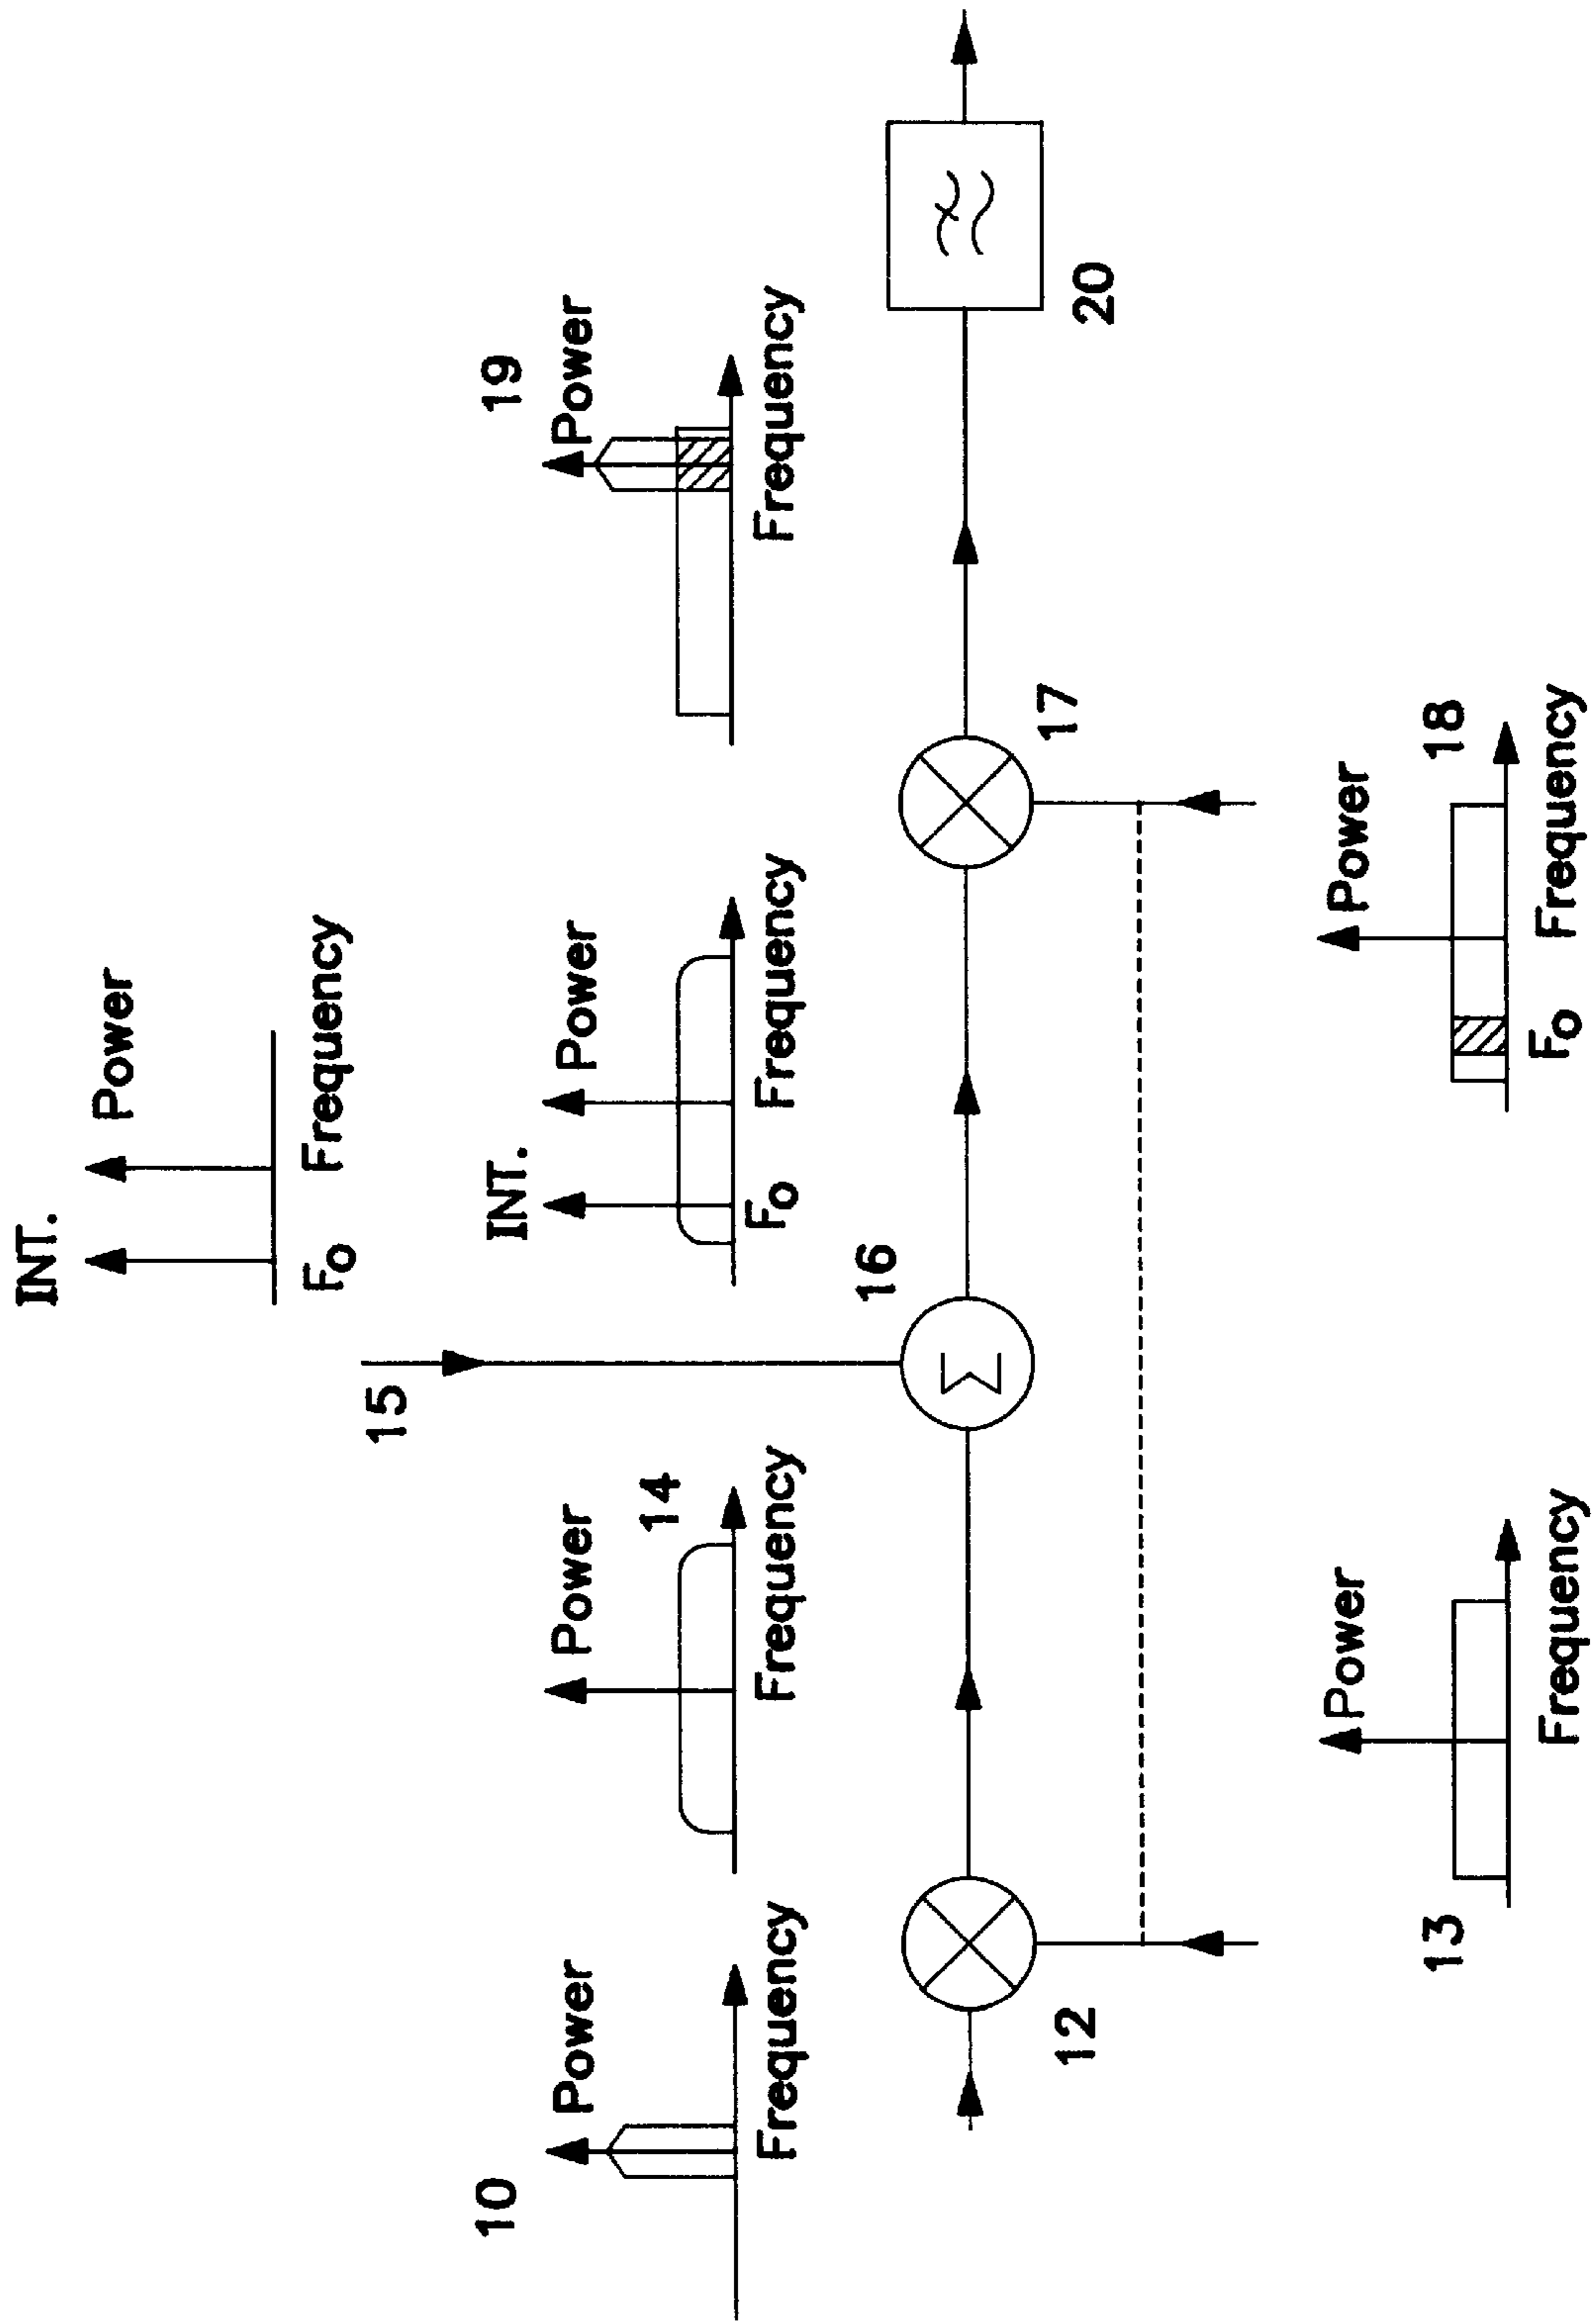 INT.
Power
F₀
Frequency
15
10
Power
Frequency
Power
14
Frequency
INT.
Power
F₀
Frequency
19
Power
Frequency
12
16
Σ
17
20
13
Power
Frequency
Power
18
F₀
Frequency